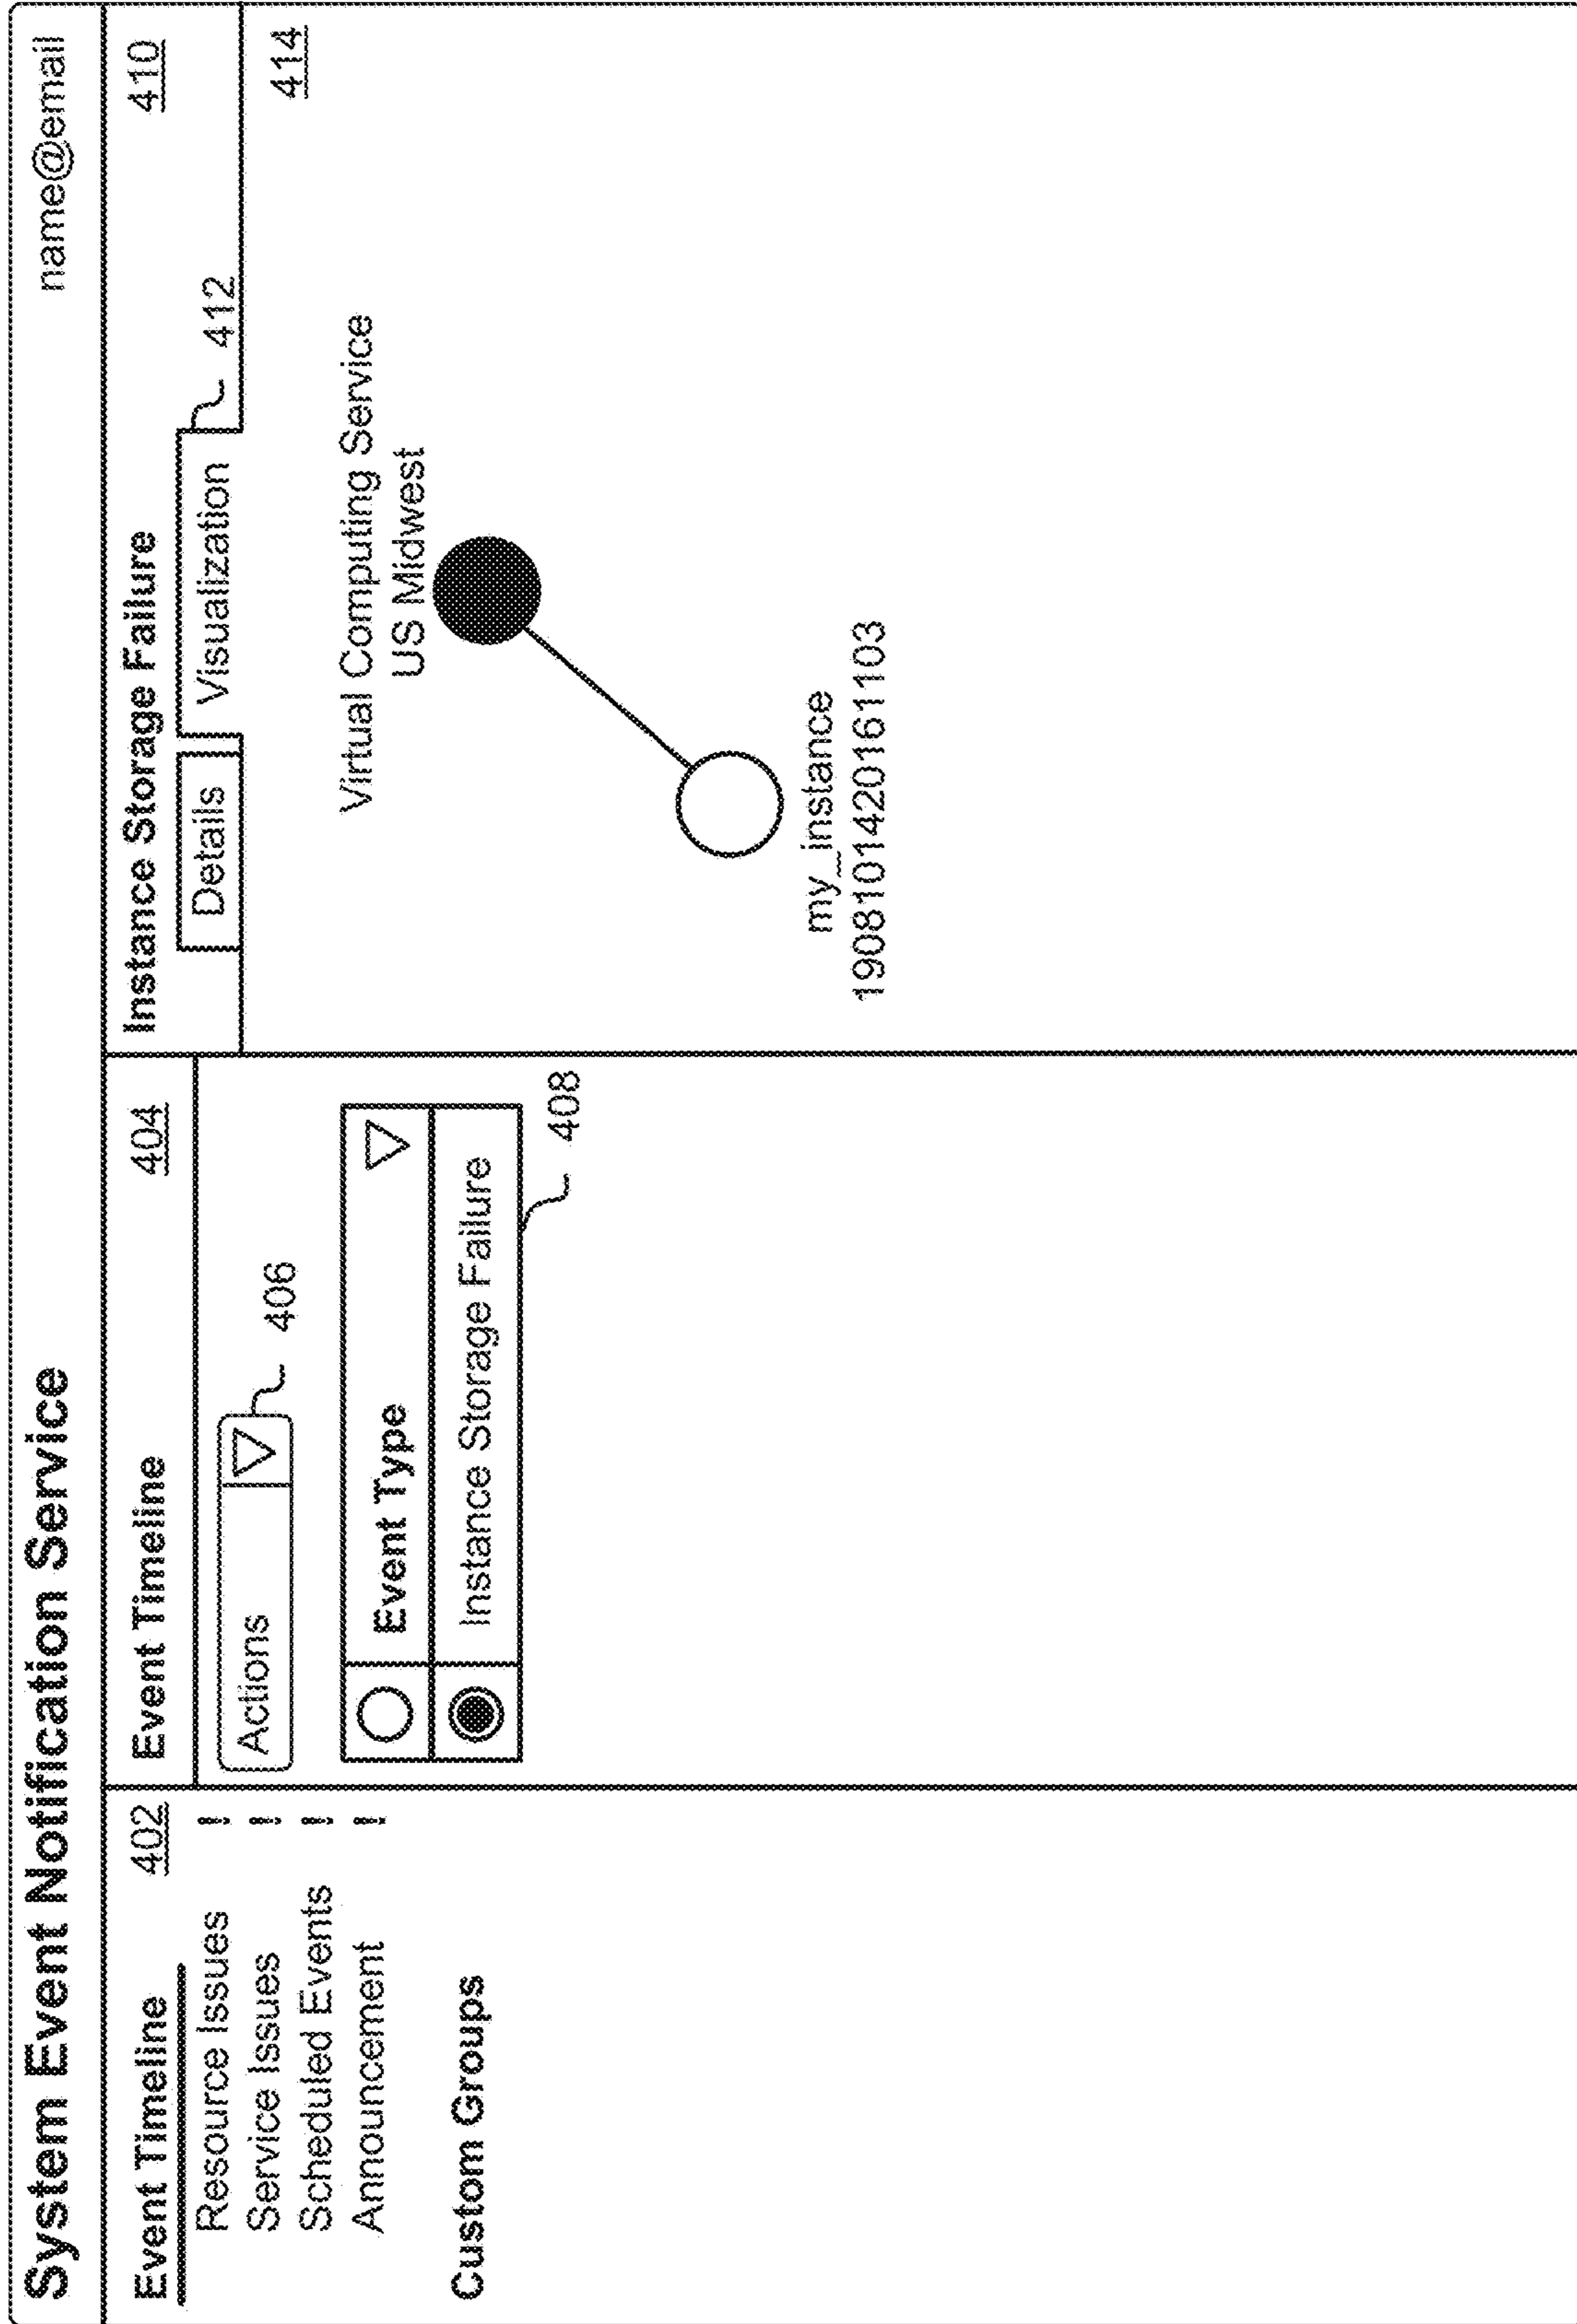 System Event Notification Service
name@email
Event Timeline
402
Resource Issues !
Service Issues !
Scheduled Events !
Announcement !
Custom Groups
Event Timeline
404
Actions
406
Event Type
Instance Storage Failure
408
Instance Storage Failure
410
Details
Visualization
412
414
Virtual Computing Service
US Midwest
my_instance
1908101420161103